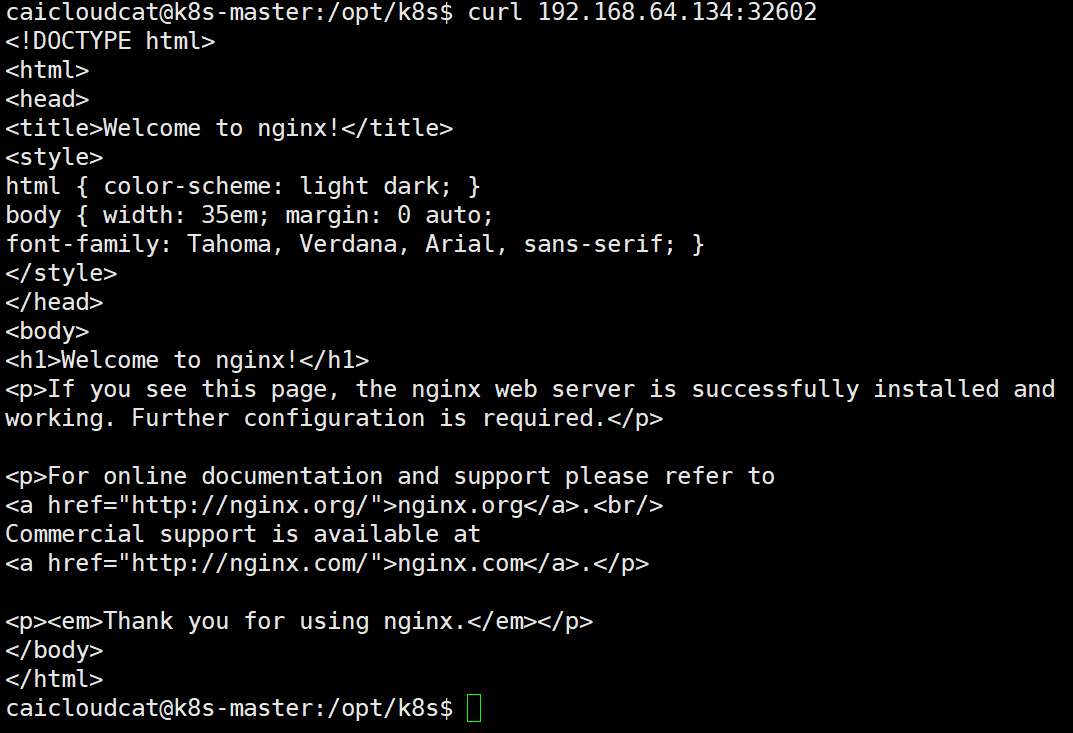 caicloudcat@k8s-master:/opt/k8s$ curl 192.168.64.134:32602
<!DOCTYPE html>
<html>
<head>
<title>Welcome to nginx!</title>
<style>
html { color-scheme: light dark; }
body { width: 35em; margin: 0 auto;
font-family: Tahoma, Verdana, Arial, sans-serif; }
</style>
</head>
<body>
<h1>Welcome to nginx!</h1>
<p>If you see this page, the nginx web server is successfully installed and
working. Further configuration is required.</p>

<p>For online documentation and support please refer to
<a href="http://nginx.org/">nginx.org</a>.<br/>
Commercial support is available at
<a href="http://nginx.com/">nginx.com</a>.</p>

<p><em>Thank you for using nginx.</em></p>
</body>
</html>
caicloudcat@k8s-master:/opt/k8s$